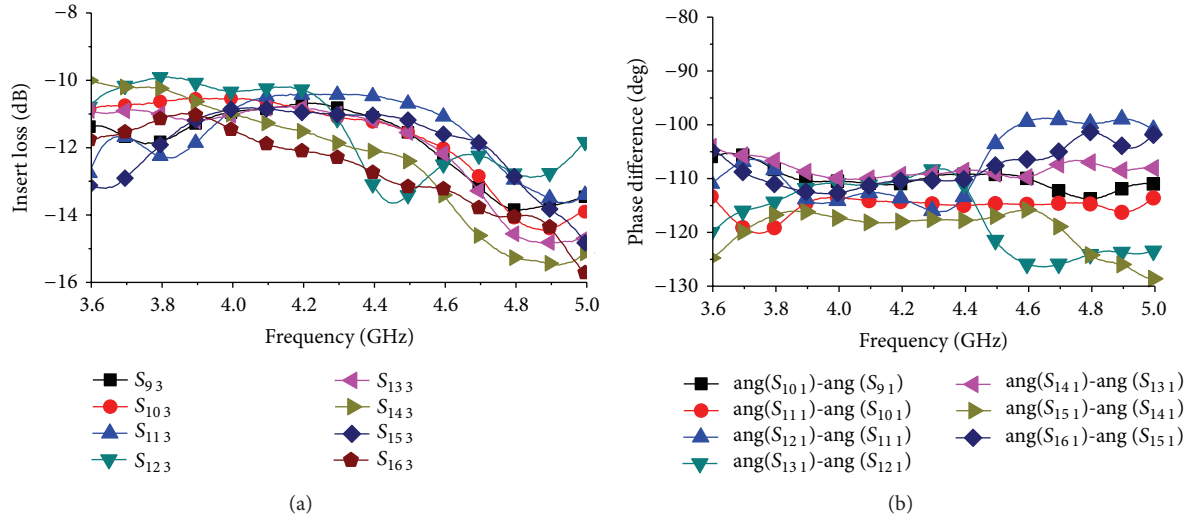 −8
−10
−12
−14
−16
Insert loss (dB)
3.6 3.8 4.0 4.2 4.4 4.6 4.8 5.0
Frequency (GHz)
S9 3
S10 3
S11 3
S12 3
S13 3
S14 3
S15 3
S16 3
(a)
−80
−90
−100
−110
−120
−130
Phase difference (deg)
3.6 3.8 4.0 4.2 4.4 4.6 4.8 5.0
Frequency (GHz)
ang(S10 1)-ang (S9 1)
ang(S11 1)-ang (S10 1)
ang(S12 1)-ang (S11 1)
ang(S13 1)-ang (S12 1)
ang(S14 1)-ang (S13 1)
ang(S15 1)-ang (S14 1)
ang(S16 1)-ang (S15 1)
(b)